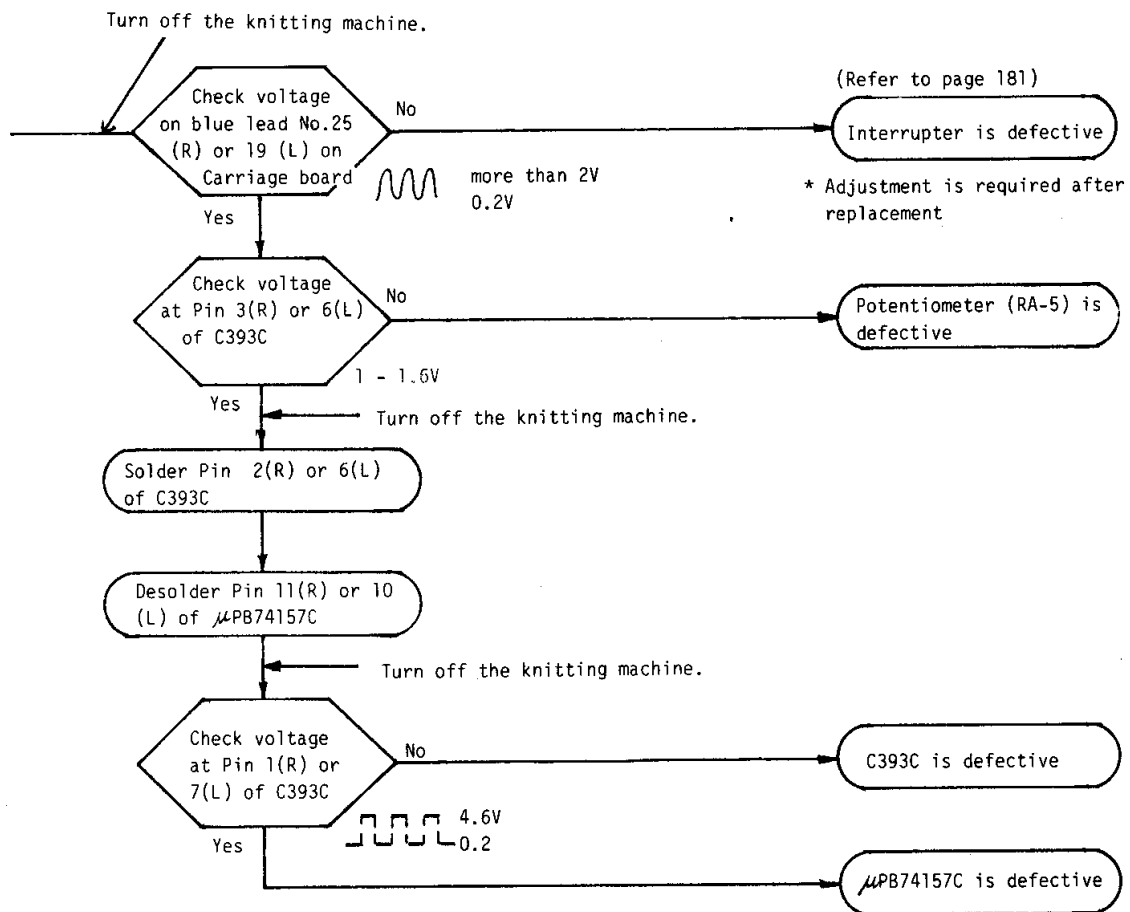 Turn off the knitting machine.
Check voltage
on blue lead No.25
(R) or 19 (L) on
Carriage board
No
(Refer to page 181)
Interrupter is defective
* Adjustment is required after
replacement
more than 2V
0.2V
Yes
Check voltage
at Pin 3(R) or 6(L)
of C393C
No
Potentiometer (RA-5) is
defective
1 - 1.6V
Yes
Turn off the knitting machine.
Solder Pin 2(R) or 6(L)
of C393C
Desolder Pin 11(R) or 10
(L) of µPB74157C
Turn off the knitting machine.
Check voltage
at Pin 1(R) or
7(L) of C393C
No
C393C is defective
4.6V
0.2
Yes
µPB74157C is defective